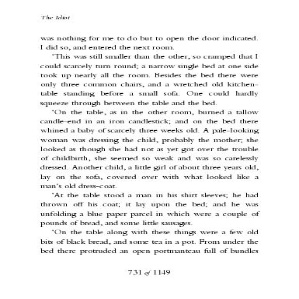 The Idiot
was nothing for me to do but to open the door indicated.
I did so, and entered the next room.
'This was still smaller than the other, so cramped that I
could scarcely turn round; a narrow single bed at one side
took up nearly all the room. Besides the bed there were
only three common chairs, and a wretched old kitchen-
table standing before a small sofa. One could hardly
squeeze through between the table and the bed.
'On the table, as in the other room, burned a tallow
candle-end in an iron candlestick; and on the bed there
whined a baby of scarcely three weeks old. A pale-looking
woman was dressing the child, probably the mother; she
looked as though she had not as yet got over the trouble
of childbirth, she seemed so weak and was so carelessly
dressed. Another child, a little girl of about three years old,
lay on the sofa, covered over with what looked like a
man's old dress-coat.
'At the table stood a man in his shirt sleeves; he had
thrown off his coat; it lay upon the bed; and he was
unfolding a blue paper parcel in which were a couple of
pounds of bread, and some little sausages.
'On the table along with these things were a few old
bits of black bread, and some tea in a pot. From under the
bed there protruded an open portmanteau full of bundles
731 of 1149